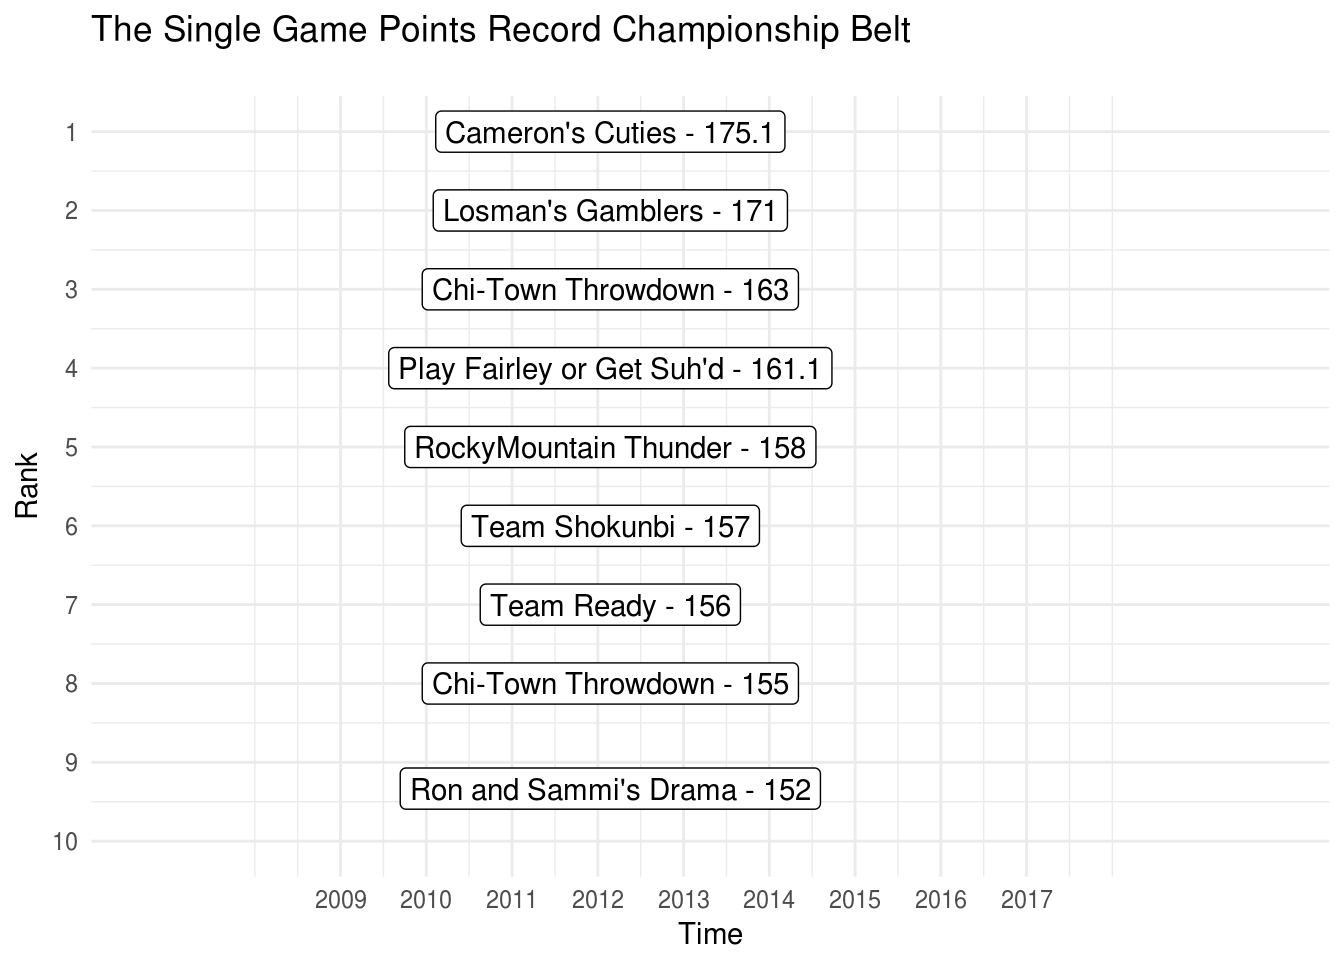 The Single Game Points Record Championship Belt
1
Cameron's Cuties - 175.1
2
Losman's Gamblers - 171
3
Chi-Town Throwdown - 163
4
Play Fairley or Get Suh'd - 161.1
5
RockyMountain Thunder - 158
Rank
6
Team Shokunbi - 157
7
Team Ready - 156
8
Chi-Town Throwdown - 155
9
Ron and Sammi's Drama - 152
10
2009 2010 2011 2012 2013 2014 2015 2016 2017
Time